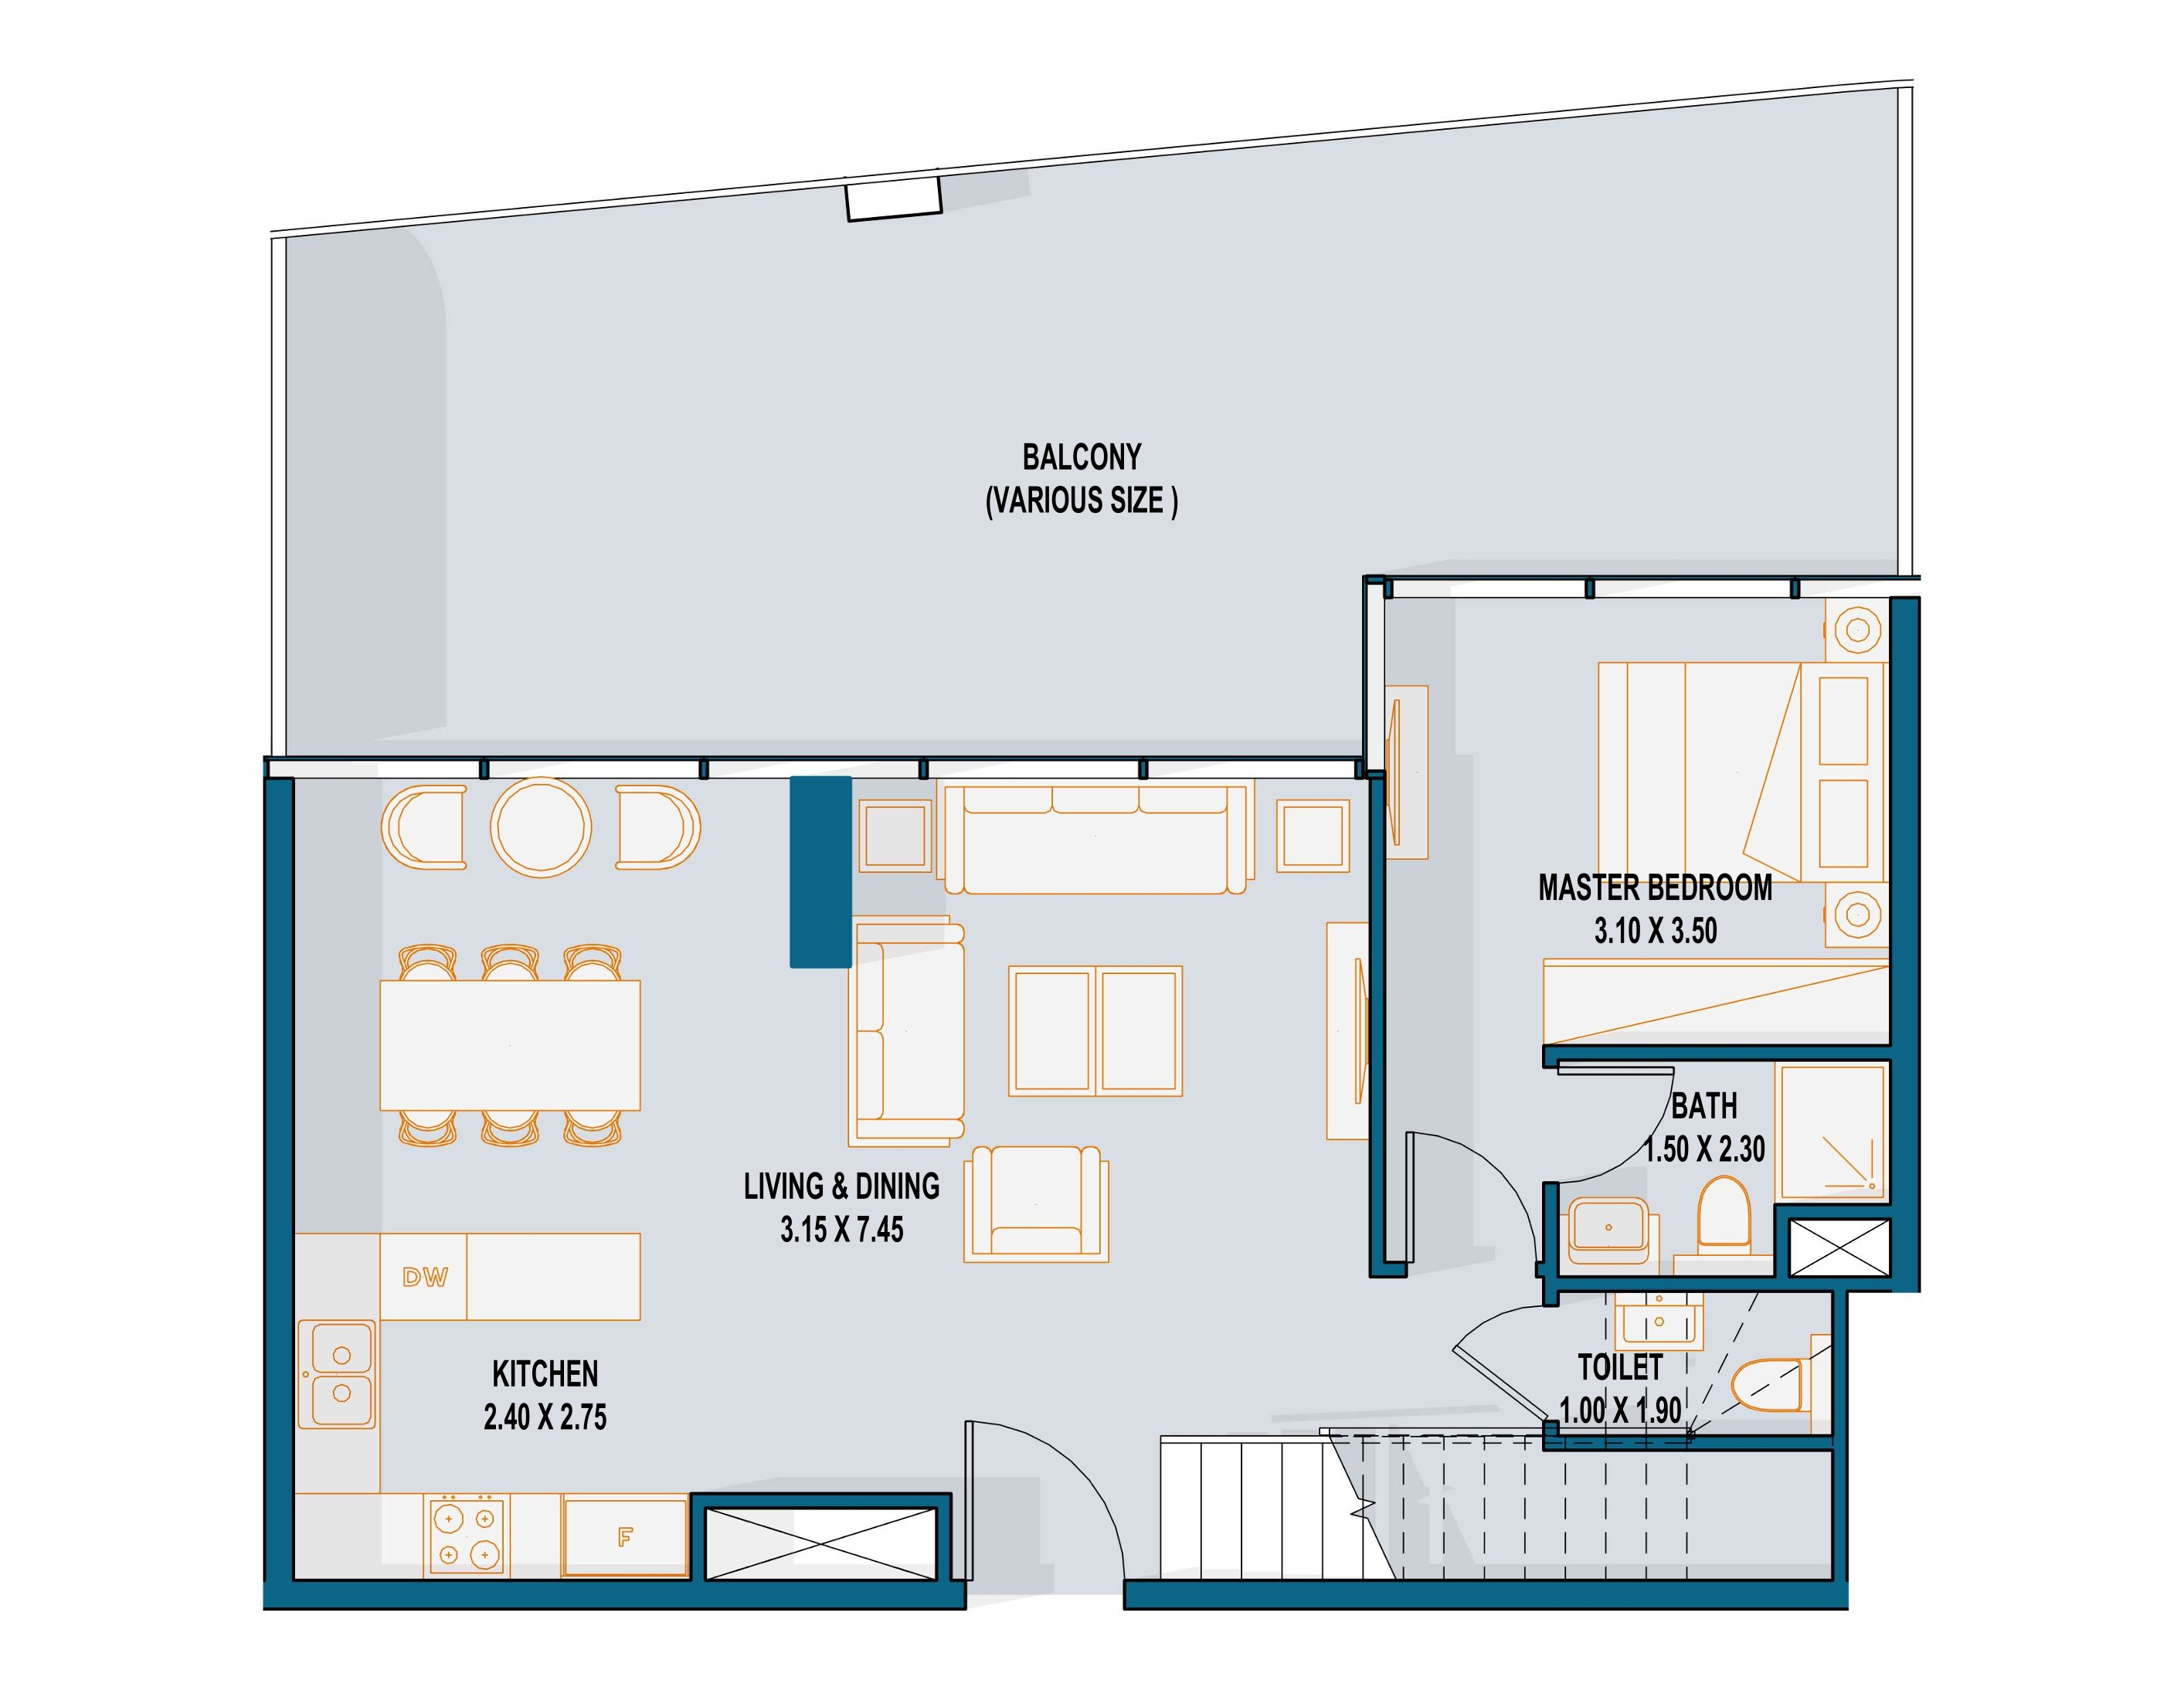 BALCONY
(VARIOUS SIZE )
MASTER BEDROOM
3.10 X 3.50
BATH
1.50 X 2.30
LIVING & DINING
3.15 X 7.45
DW
KITCHEN
2.40 X 2.75
TOILET
1.00 X 1.90
F